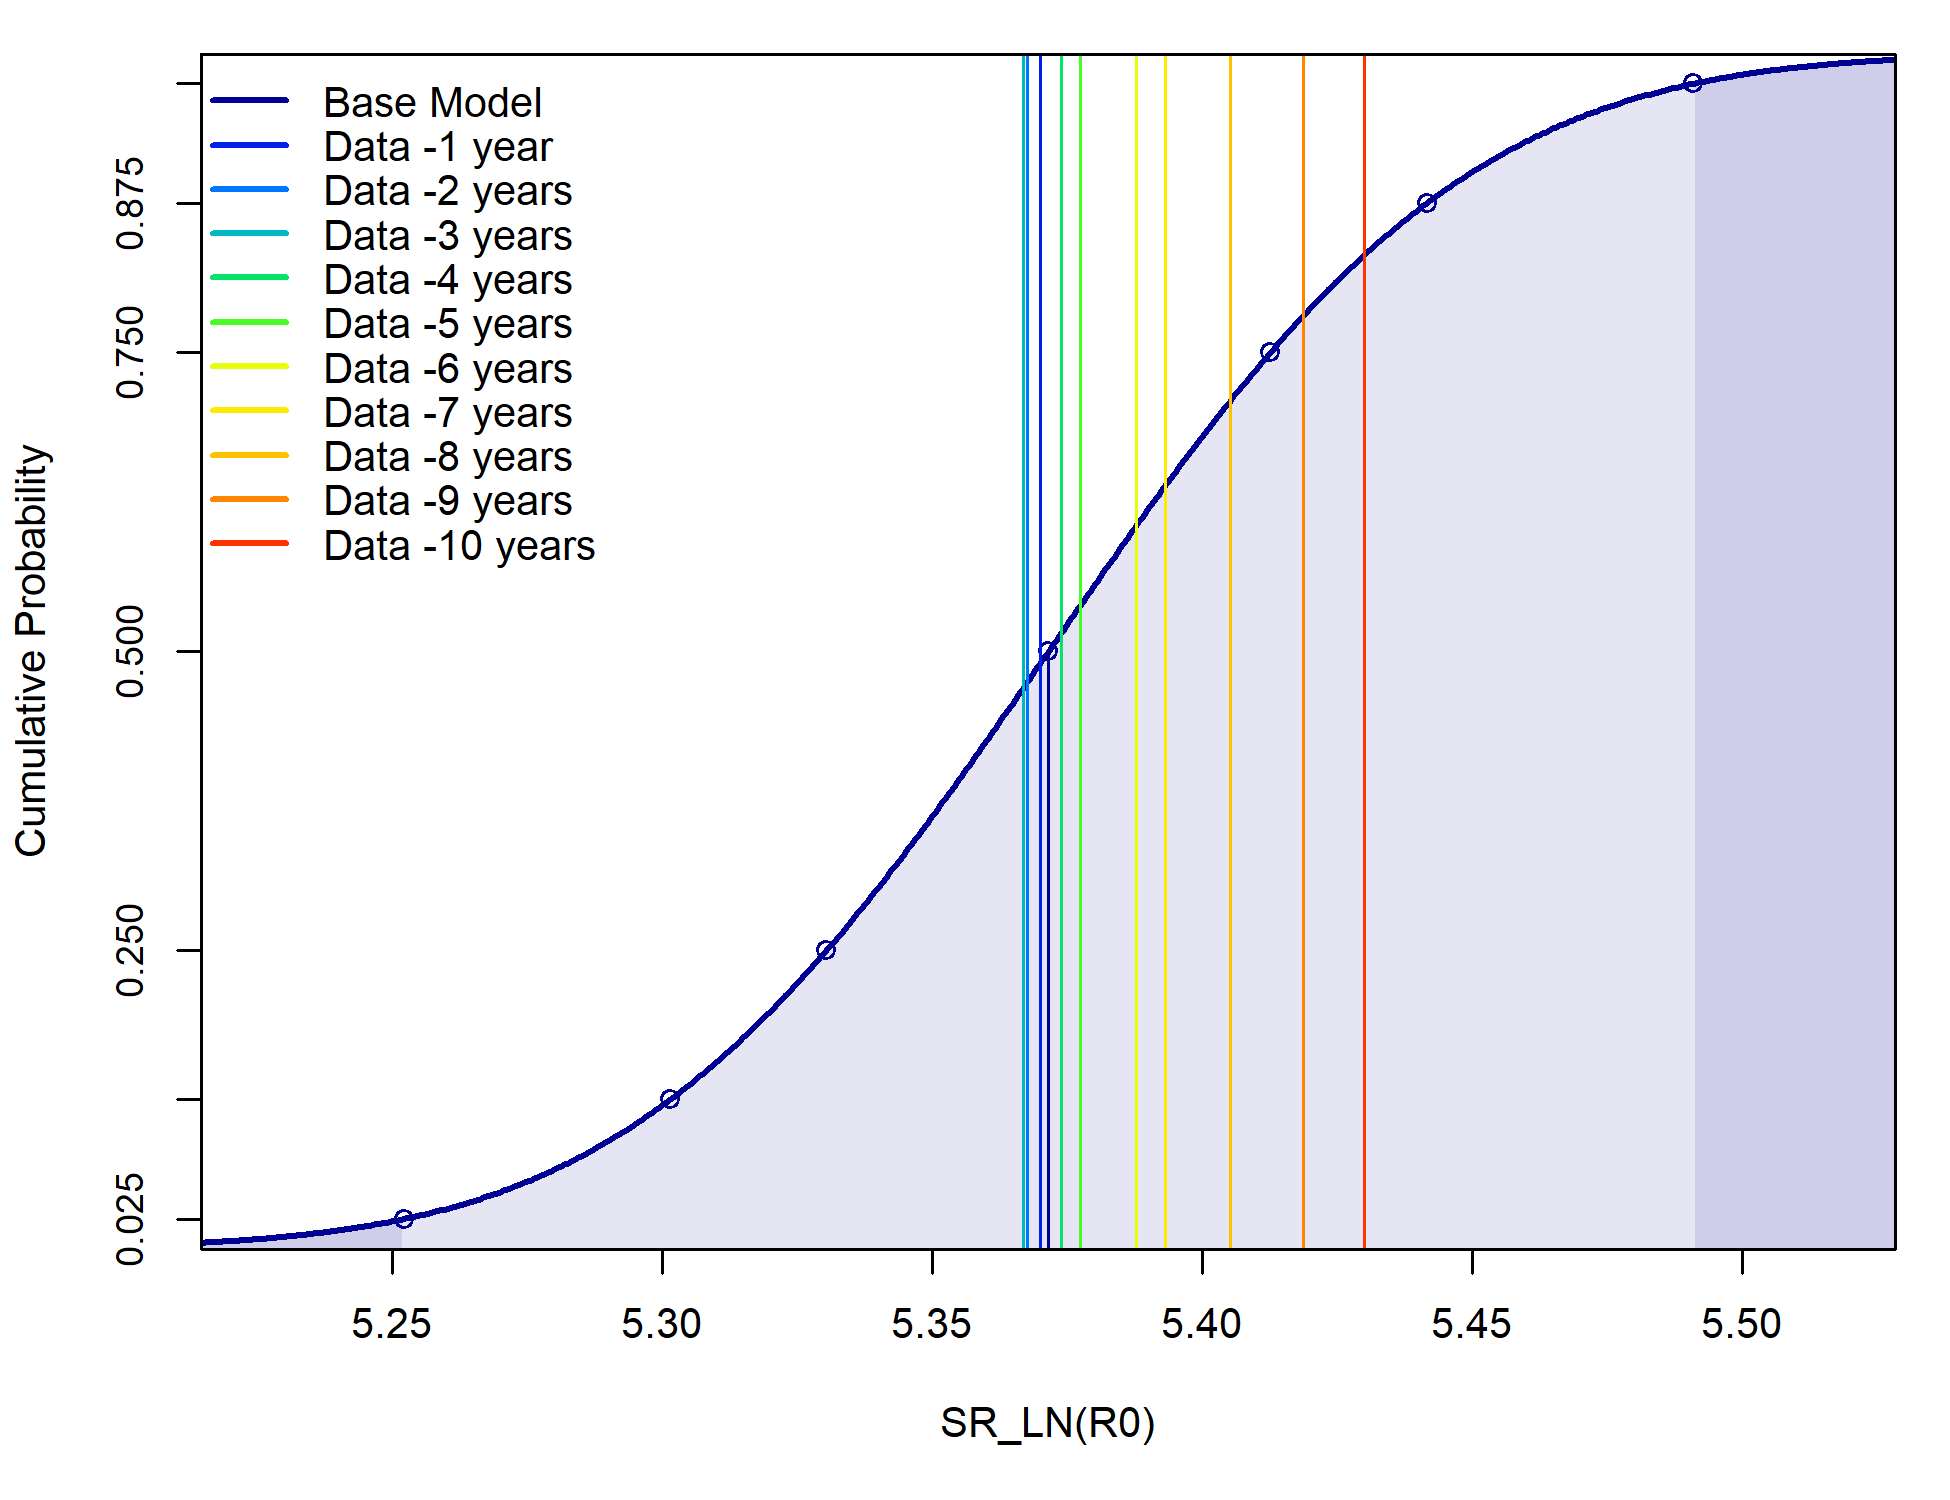 Base Model
Data -1 year
Data -2 years
Data -3 years
Data -4 years
Data -5 years
Data -6 years
Data -7 years
Data -8 years
Data -9 years
Data -10 years
Cumulative Probability
0.875
0.750
0.500
0.250
0.025
5.25 5.30 5.35 5.40 5.45 5.50
SR_LN(R0)